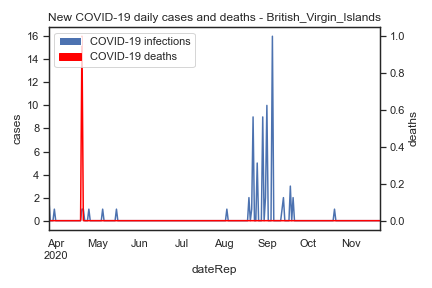 New COVID-19 daily cases and deaths - British_Virgin_Islands
COVID-19 infections
COVID-19 deaths
16
14
12
10
8
6
4
2
0
cases
1.0
0.8
0.6
0.4
0.2
0.0
deaths
Apr May Jun Jul Aug Sep Oct Nov
2020
dateRep